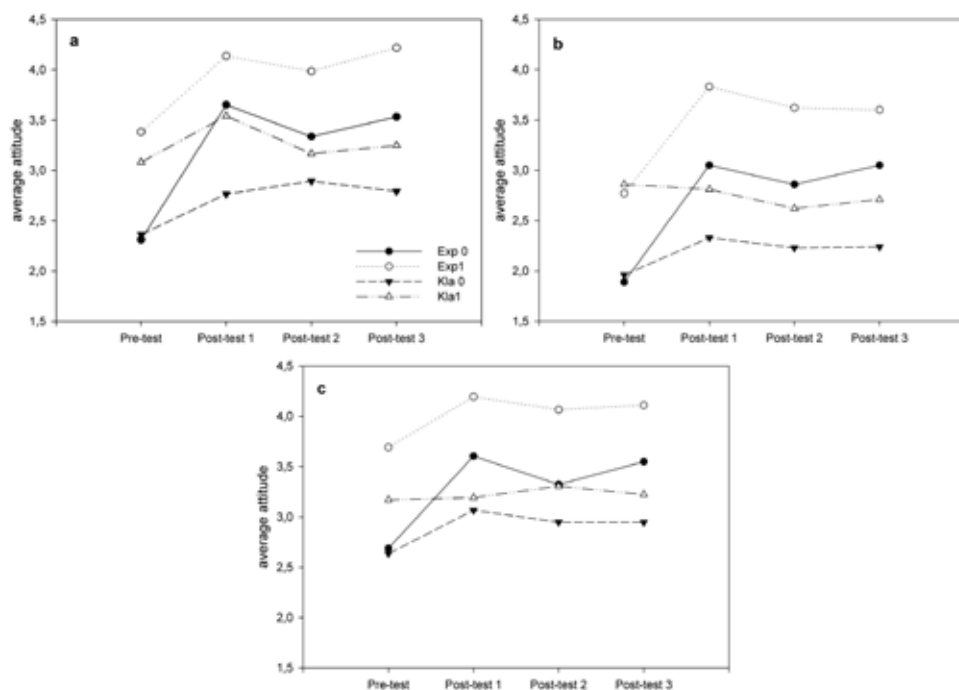 a
4,5
4,0
3,5
3,0
2,5
2,0
1,5
average attitude
Pre-test Post-test 1 Post-test 2 Post-test 3
Exp 0
Exp1
Kla 0
Kla1
b
4,5
4,0
3,5
3,0
2,5
2,0
1,5
average attitude
Pre-test Post-test 1 Post-test 2 Post-test 3
c
4,5
4,0
3,5
3,0
2,5
2,0
1,5
average attitude
Pre-test Post-test 1 Post-test 2 Post-test 3